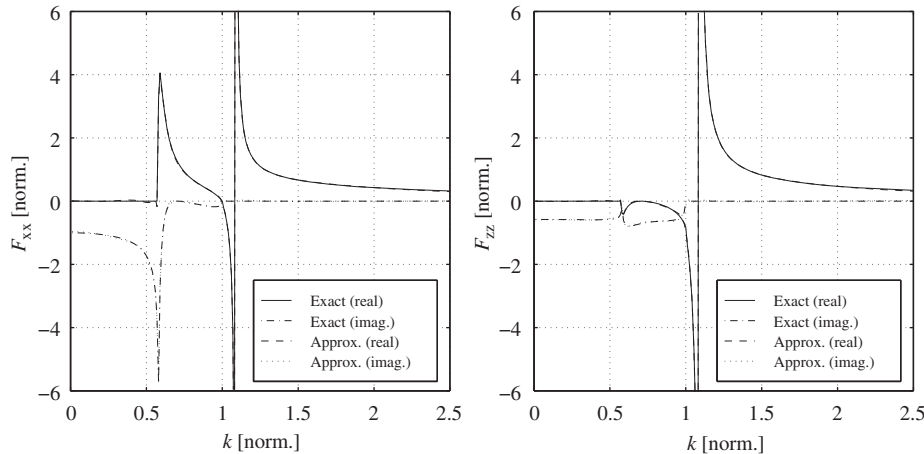 6
4
2
0
−2
−4
−6
F_xx [norm.]
Exact (real)
Exact (imag.)
Approx. (real)
Approx. (imag.)
0 0.5 1 1.5 2 2.5
k [norm.]
6
4
2
0
−2
−4
−6
F_zz [norm.]
Exact (real)
Exact (imag.)
Approx. (real)
Approx. (imag.)
0 0.5 1 1.5 2 2.5
k [norm.]